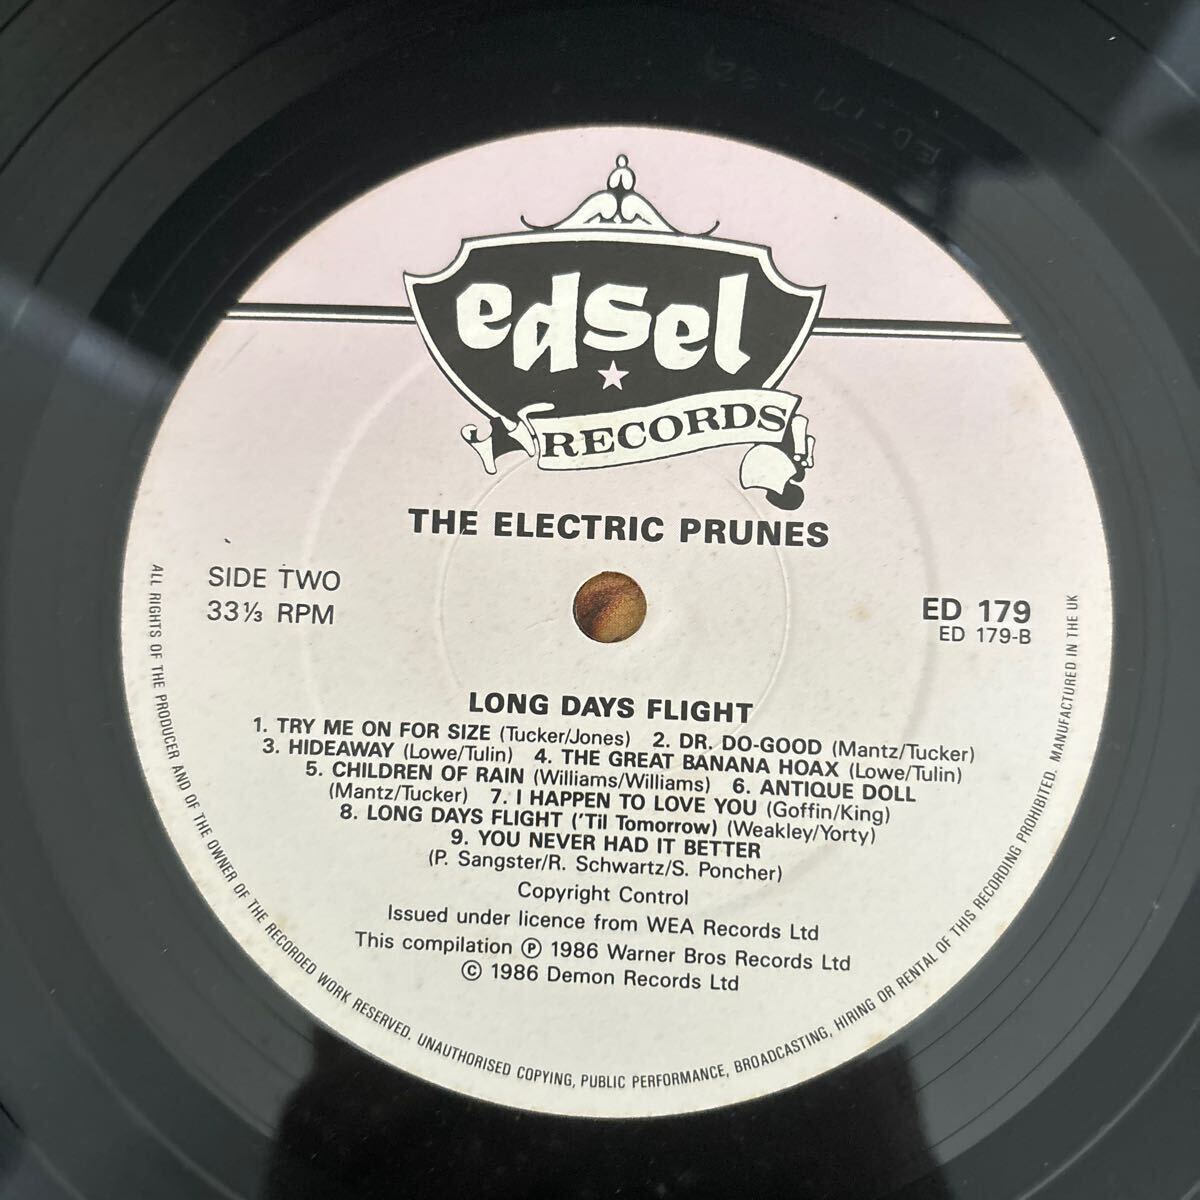 edsel
RECORDS
THE ELECTRIC PRUNES
SIDE TWO
33⅓ RPM
ED 179
ED 179-B
LONG DAYS FLIGHT
1. TRY ME ON FOR SIZE (Tucker/Jones) 2. DR. DO-GOOD (Mantz/Tucker)
3. HIDEAWAY (Lowe/Tulin) 4. THE GREAT BANANA HOAX (Lowe/Tulin)
5. CHILDREN OF RAIN (Williams/Williams) 6. ANTIQUE DOLL
(Mantz/Tucker) 7. I HAPPEN TO LOVE YOU (Goffin/King)
8. LONG DAYS FLIGHT ('Til Tomorrow) (Weakley/Yorty)
9. YOU NEVER HAD IT BETTER
(P. Sangster/R. Schwartz/S. Poncher)
Copyright Control
Issued under licence from WEA Records Ltd
This compilation ℗ 1986 Warner Bros Records Ltd
© 1986 Demon Records Ltd
ALL RIGHTS OF THE PRODUCER AND OF THE OWNER OF THE RECORDED WORK RESERVED. UNAUTHORISED COPYING, PUBLIC PERFORMANCE, BROADCASTING, HIRING OR RENTAL OF THIS RECORDING PROHIBITED. MANUFACTURED IN THE UK